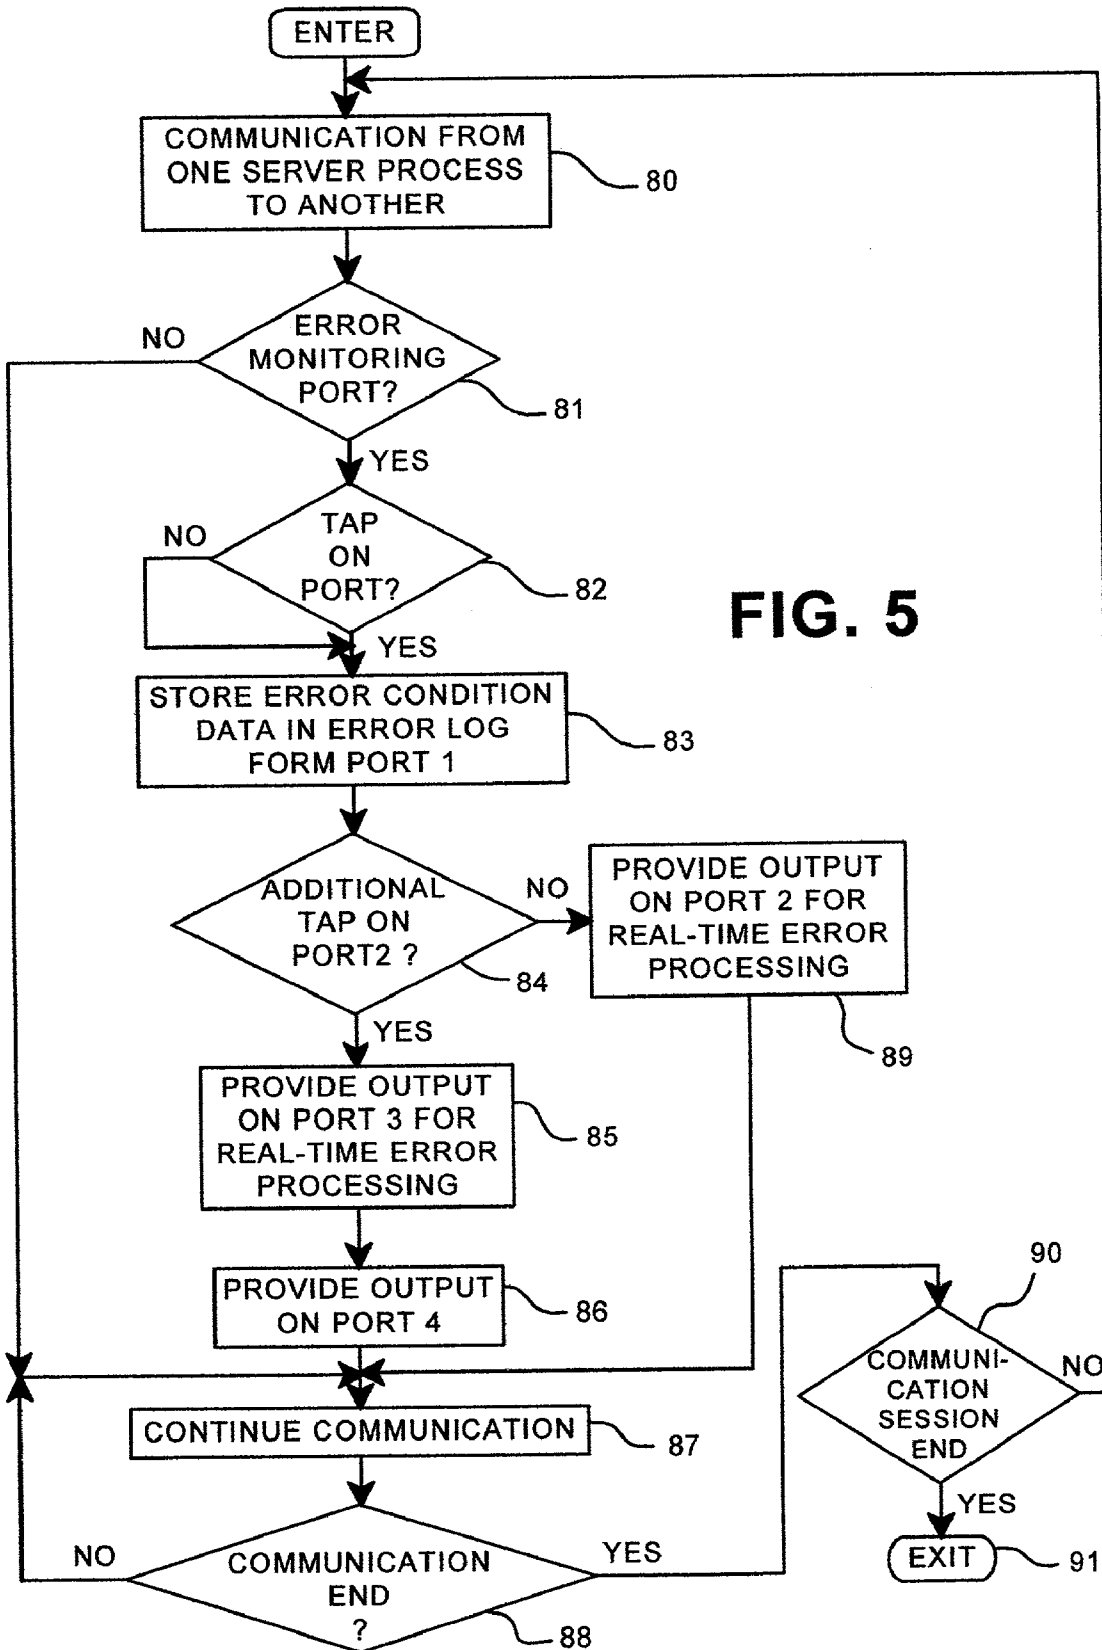 ENTER
COMMUNICATION FROM
ONE SERVER PROCESS
TO ANOTHER
80
NO
ERROR
MONITORING
PORT?
81
YES
NO
TAP
ON
PORT?
82
YES
FIG. 5
STORE ERROR CONDITION
DATA IN ERROR LOG
FORM PORT 1
83
ADDITIONAL
TAP ON
PORT2 ?
84
NO
PROVIDE OUTPUT
ON PORT 2 FOR
REAL-TIME ERROR
PROCESSING
89
YES
PROVIDE OUTPUT
ON PORT 3 FOR
REAL-TIME ERROR
PROCESSING
85
PROVIDE OUTPUT
ON PORT 4
86
CONTINUE COMMUNICATION
87
NO
COMMUNICATION
END
?
88
YES
90
COMMUNI-
CATION
SESSION
END
NO
YES
EXIT
91